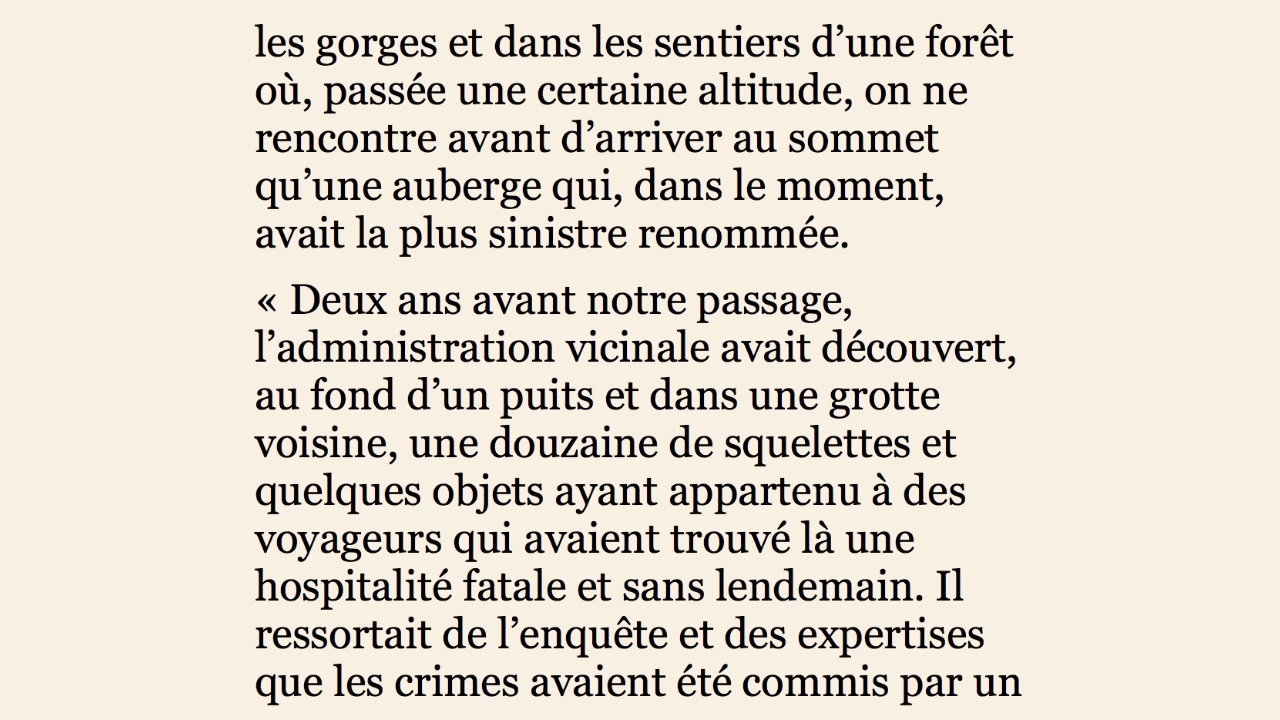 les gorges et dans les sentiers d’une forêt
où, passée une certaine altitude, on ne
rencontre avant d’arriver au sommet
qu’une auberge qui, dans le moment,
avait la plus sinistre renommée.
« Deux ans avant notre passage,
l’administration vicinale avait découvert,
au fond d’un puits et dans une grotte
voisine, une douzaine de squelettes et
quelques objets ayant appartenu à des
voyageurs qui avaient trouvé là une
hospitalité fatale et sans lendemain. Il
ressortait de l’enquête et des expertises
que les crimes avaient été commis par un